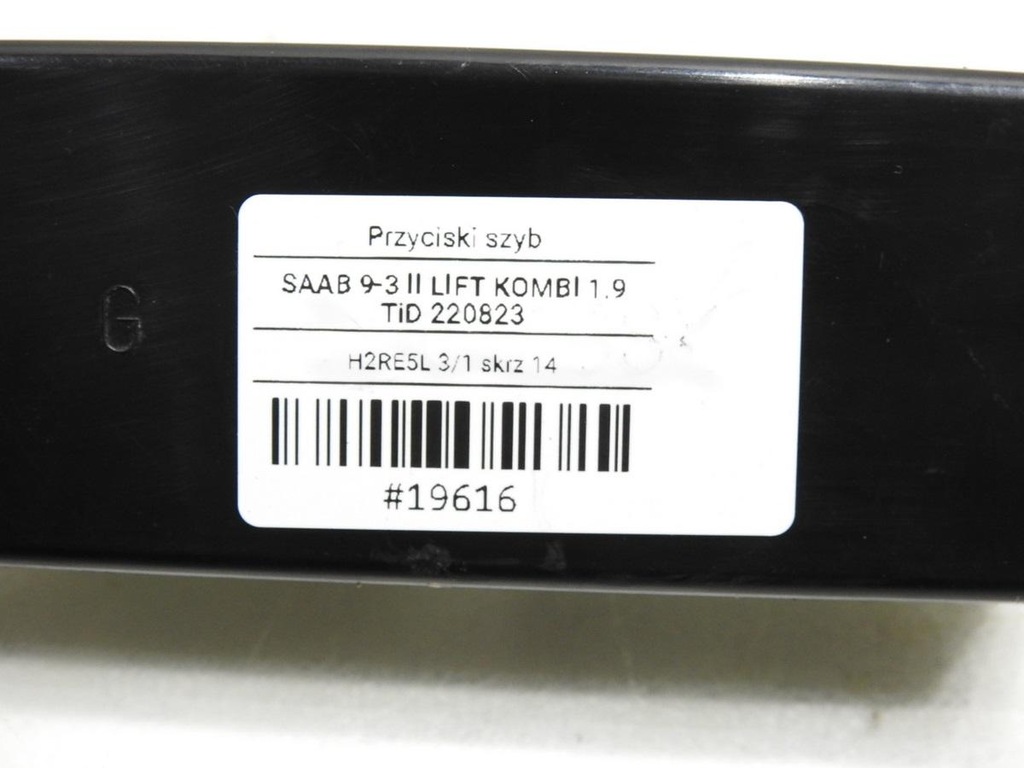 Przyciski szyb
SAAB 9-3 II LIFT KOMBI 1.9
TiD 220823
H2RE5L 3/1 skrz 14
#19616
G